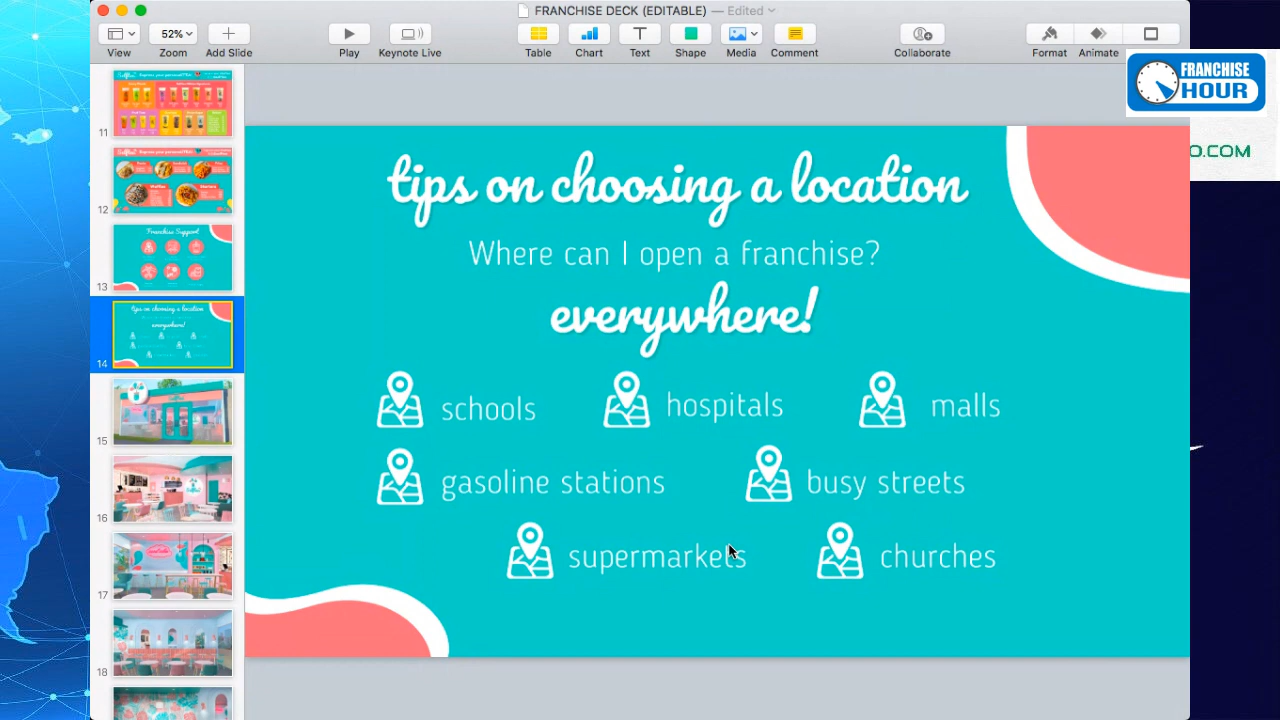 FRANCHISE DECK (EDITABLE) — Edited
52%
View
Zoom
Add Slide
Play
Keynote Live
Table
Chart
Text
Shape
Media
Comment
Collaborate
Format
Animate
FRANCHISE
HOUR
O.COM
11
12
13
Franchise Support
14
15
16
17
18
tips on choosing a location
Where can I open a franchise?
everywhere!
schools
hospitals
malls
gasoline stations
busy streets
supermarkets
churches